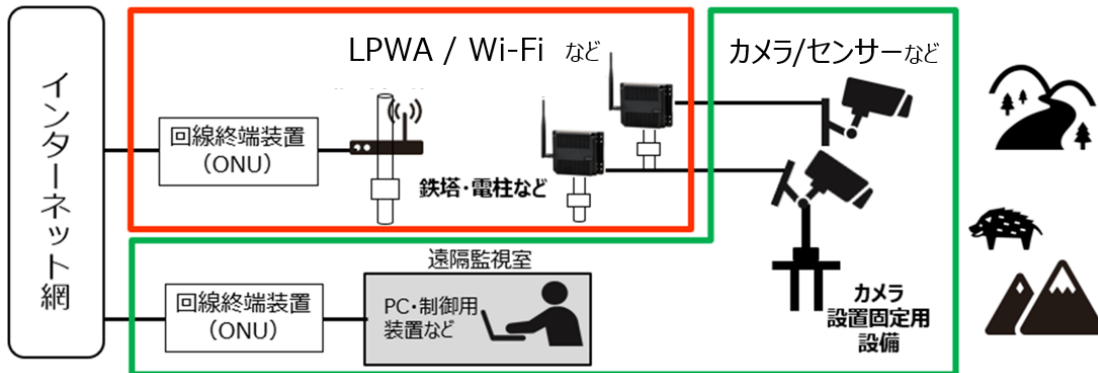 インターネット網
LPWA / Wi-Fi など
カメラ/センサーなど
回線終端装置
（ONU）
鉄塔・電柱など
遠隔監視室
回線終端装置
（ONU）
PC・制御用
装置など
カメラ
設置固定用
設備